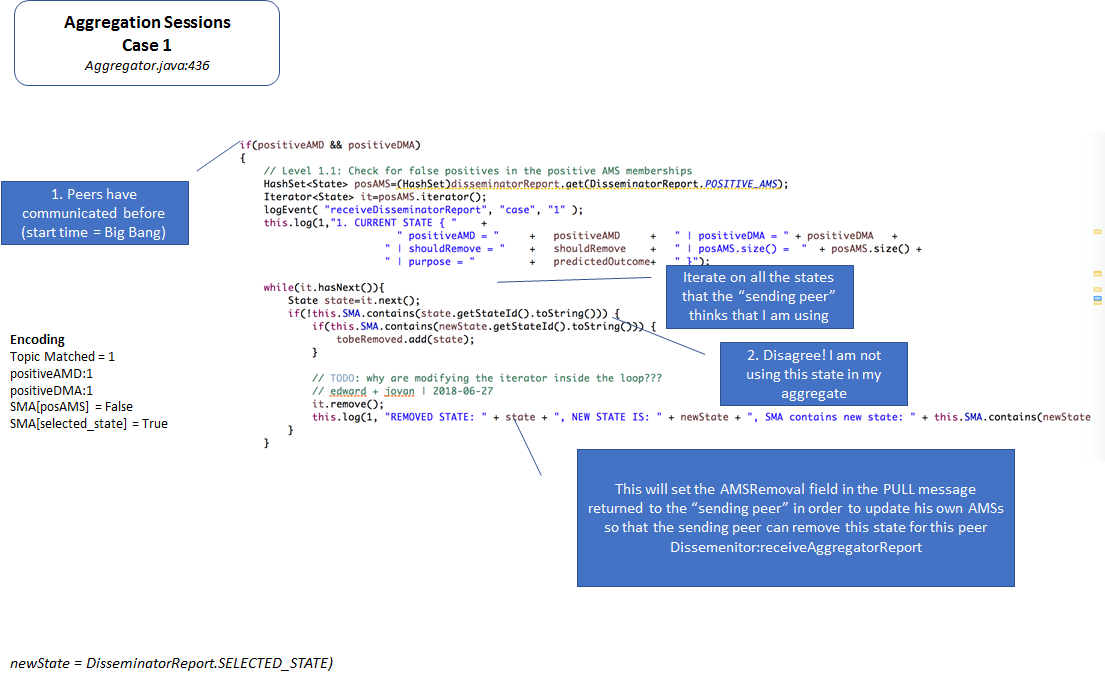 Aggregation Sessions
Case 1
Aggregator.java:436
if(positiveAMD && positiveDMA)
{
// Level 1.1: Check for false positives in the positive AMS memberships
HashSet<State> posAMS=(HashSet)disseminatorReport.get(DisseminatorReport.POSITIVE_AMS);
Iterator<State> it=posAMS.iterator();
logEvent( "receiveDisseminatorReport", "case", "1" );
this.log(1,"1. CURRENT STATE { " +
" positiveAMD = " + positiveAMD + " | positiveDMA = " + positiveDMA +
" | shouldRemove = " + shouldRemove + " | posAMS.size() = " + posAMS.size() +
" | purpose = " + predictedOutcome+ " }");
1. Peers have
communicated before
(start time = Big Bang)
Iterate on all the states
that the “sending peer”
thinks that I am using
while(it.hasNext()){
State state=it.next();
if(!this.SMA.contains(state.getStateId().toString())) {
if(this.SMA.contains(newState.getStateId().toString())) {
tobeRemoved.add(state);
}
2. Disagree! I am not
using this state in my
aggregate
// TODO: why are modifying the iterator inside the loop???
// edward + jovan | 2018-06-27
it.remove();
this.log(1, "REMOVED STATE: " + state + ", NEW STATE IS: " + newState + ", SMA contains new state: " + this.SMA.contains(newState
}
}
Encoding
Topic Matched = 1
positiveAMD:1
positiveDMA:1
SMA[posAMS] = False
SMA[selected_state] = True
This will set the AMSRemoval field in the PULL message
returned to the “sending peer” in order to update his own AMSs
so that the sending peer can remove this state for this peer
Dissemenitor:receiveAggregatorReport
newState = DisseminatorReport.SELECTED_STATE)